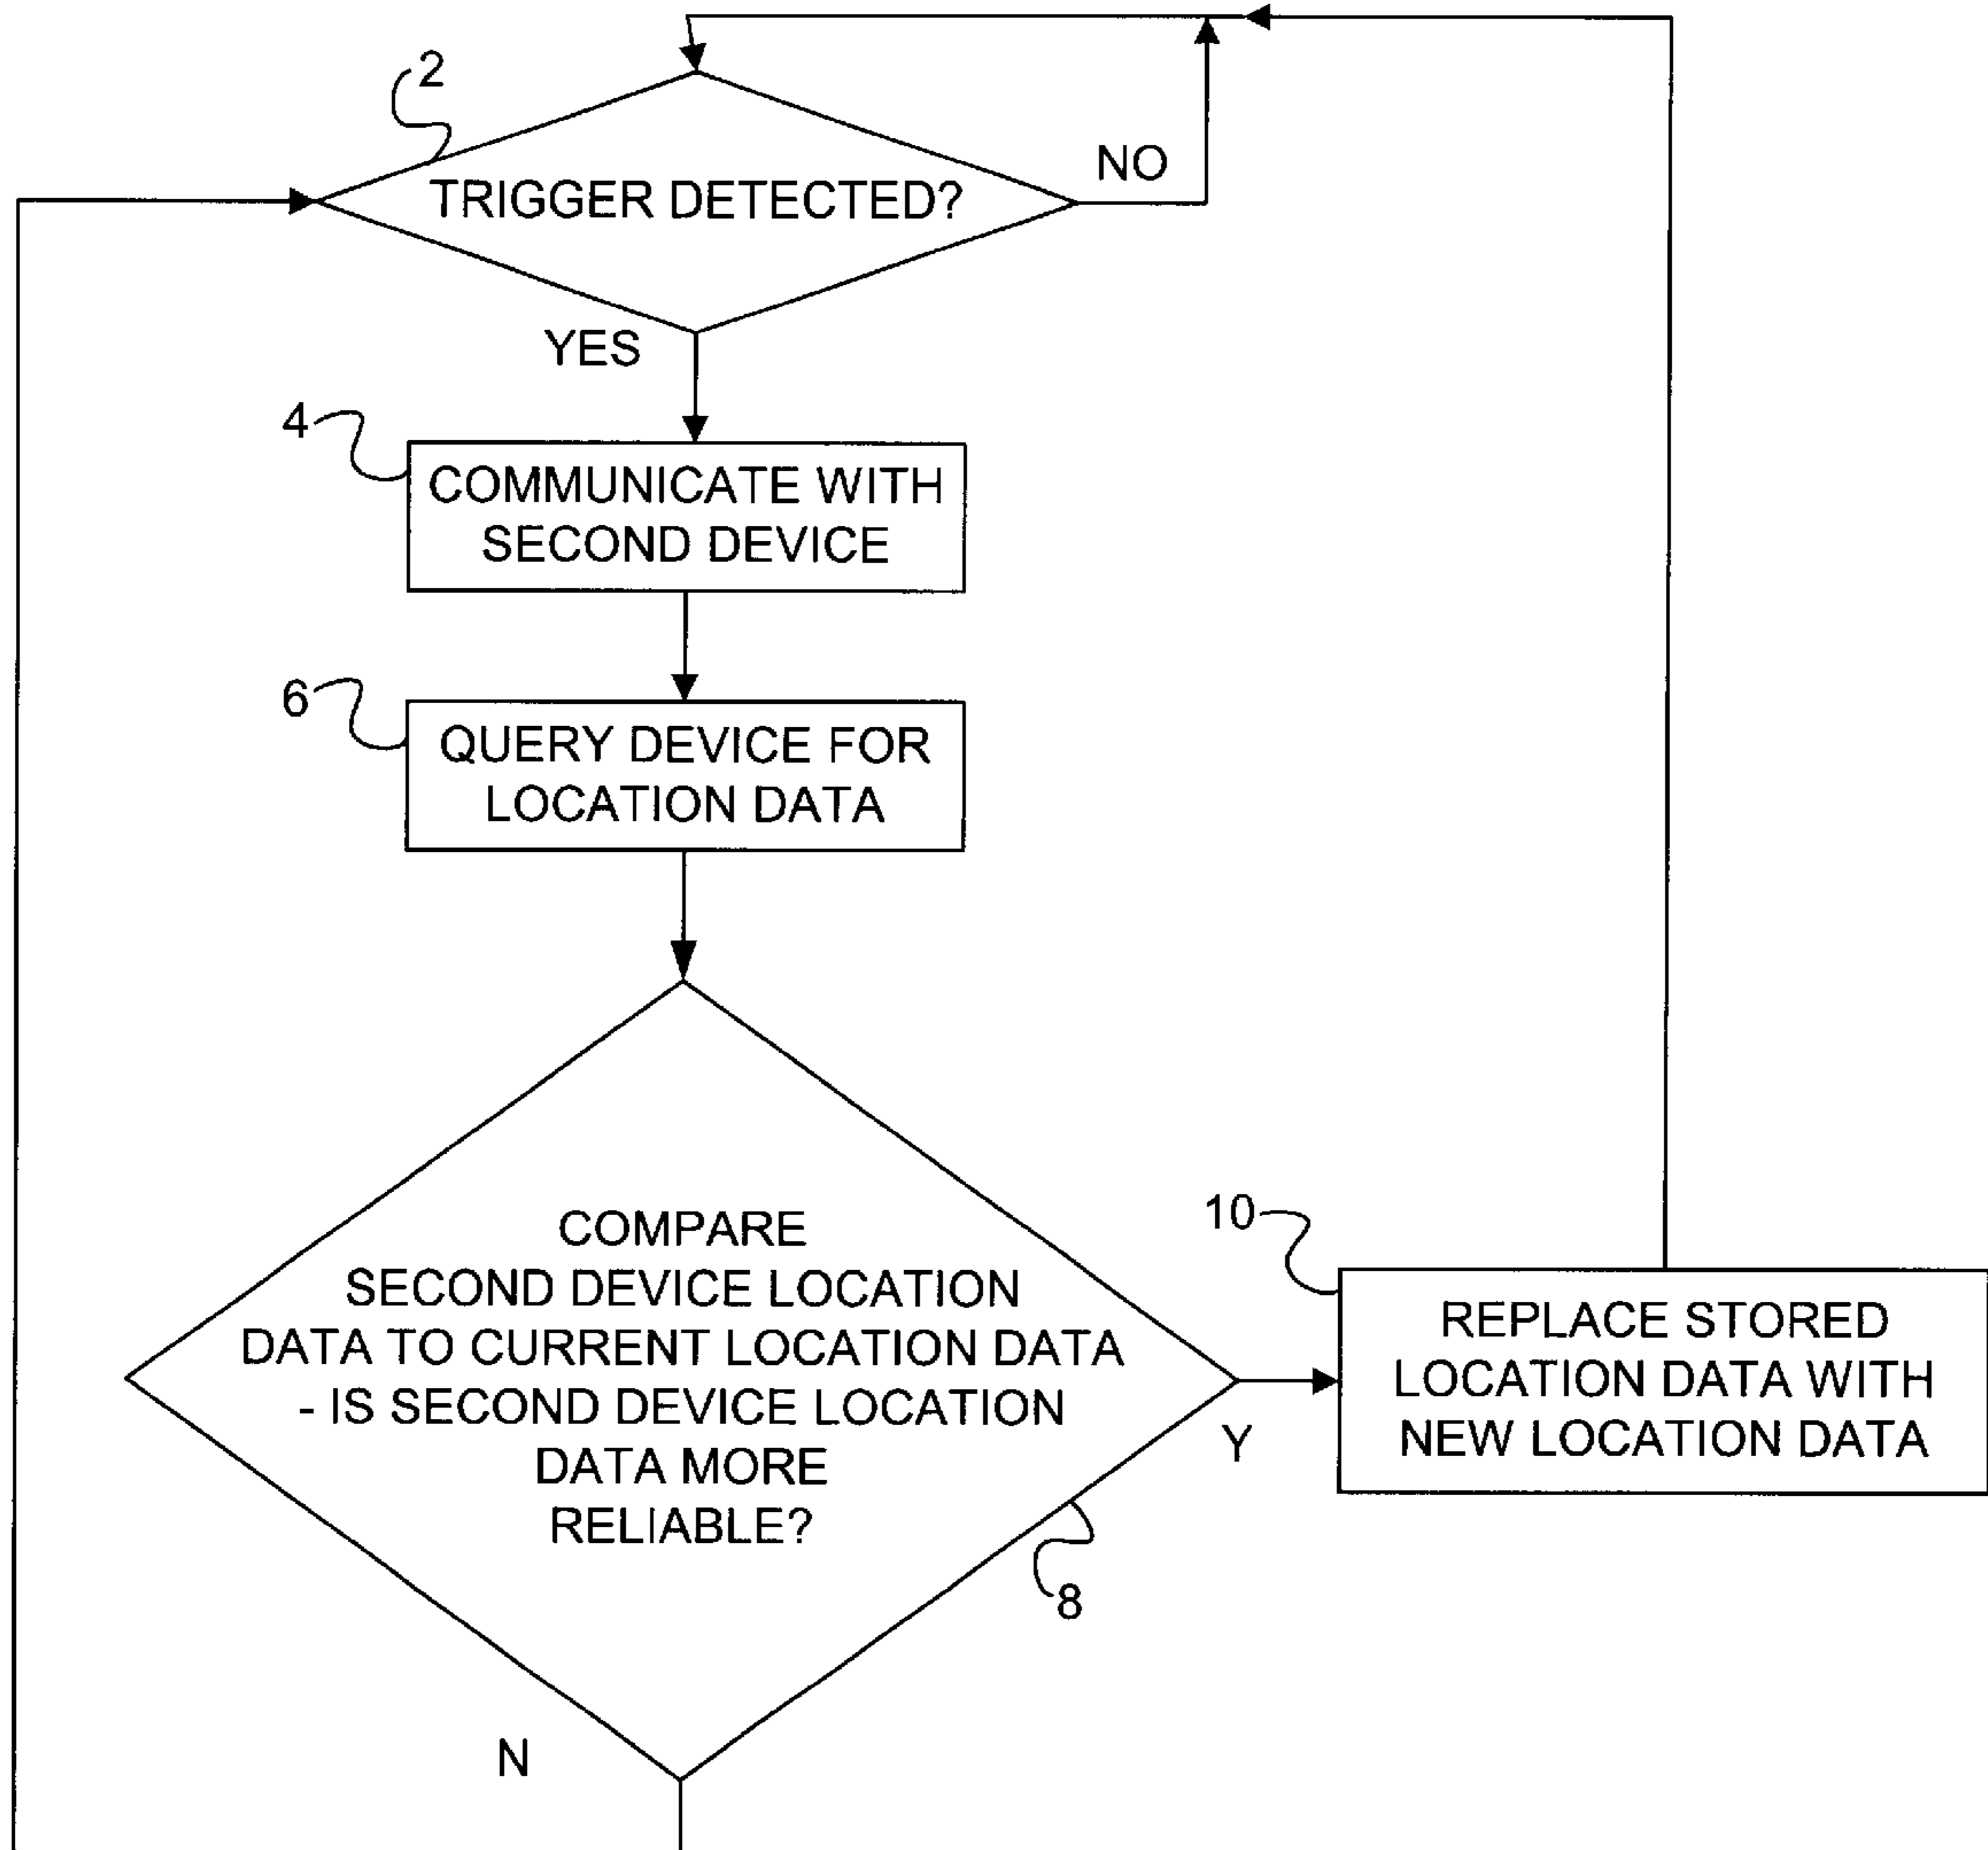 2
TRIGGER DETECTED?
NO
YES
4
COMMUNICATE WITH
SECOND DEVICE
6
QUERY DEVICE FOR
LOCATION DATA
COMPARE
SECOND DEVICE LOCATION
DATA TO CURRENT LOCATION DATA
- IS SECOND DEVICE LOCATION
DATA MORE
RELIABLE?
Y
8
N
10
REPLACE STORED
LOCATION DATA WITH
NEW LOCATION DATA